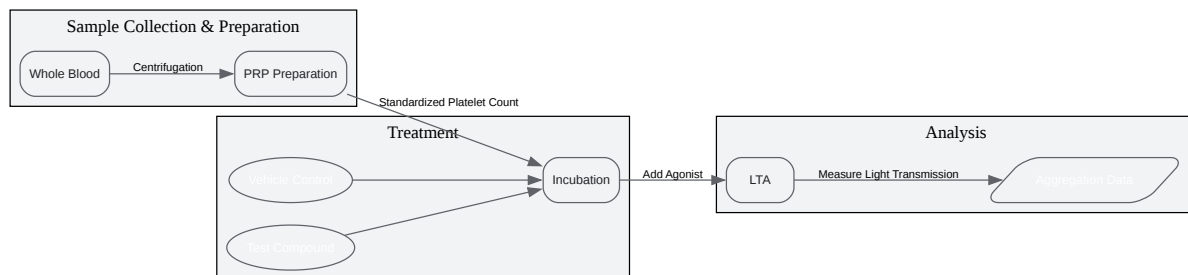 Sample Collection & Preparation
Whole Blood
Centrifugation
PRP Preparation
Standardized Platelet Count
Treatment
Vehicle Control
Test Compound
Incubation
Add Agonist
Analysis
LTA
Measure Light Transmission
Aggregation Data